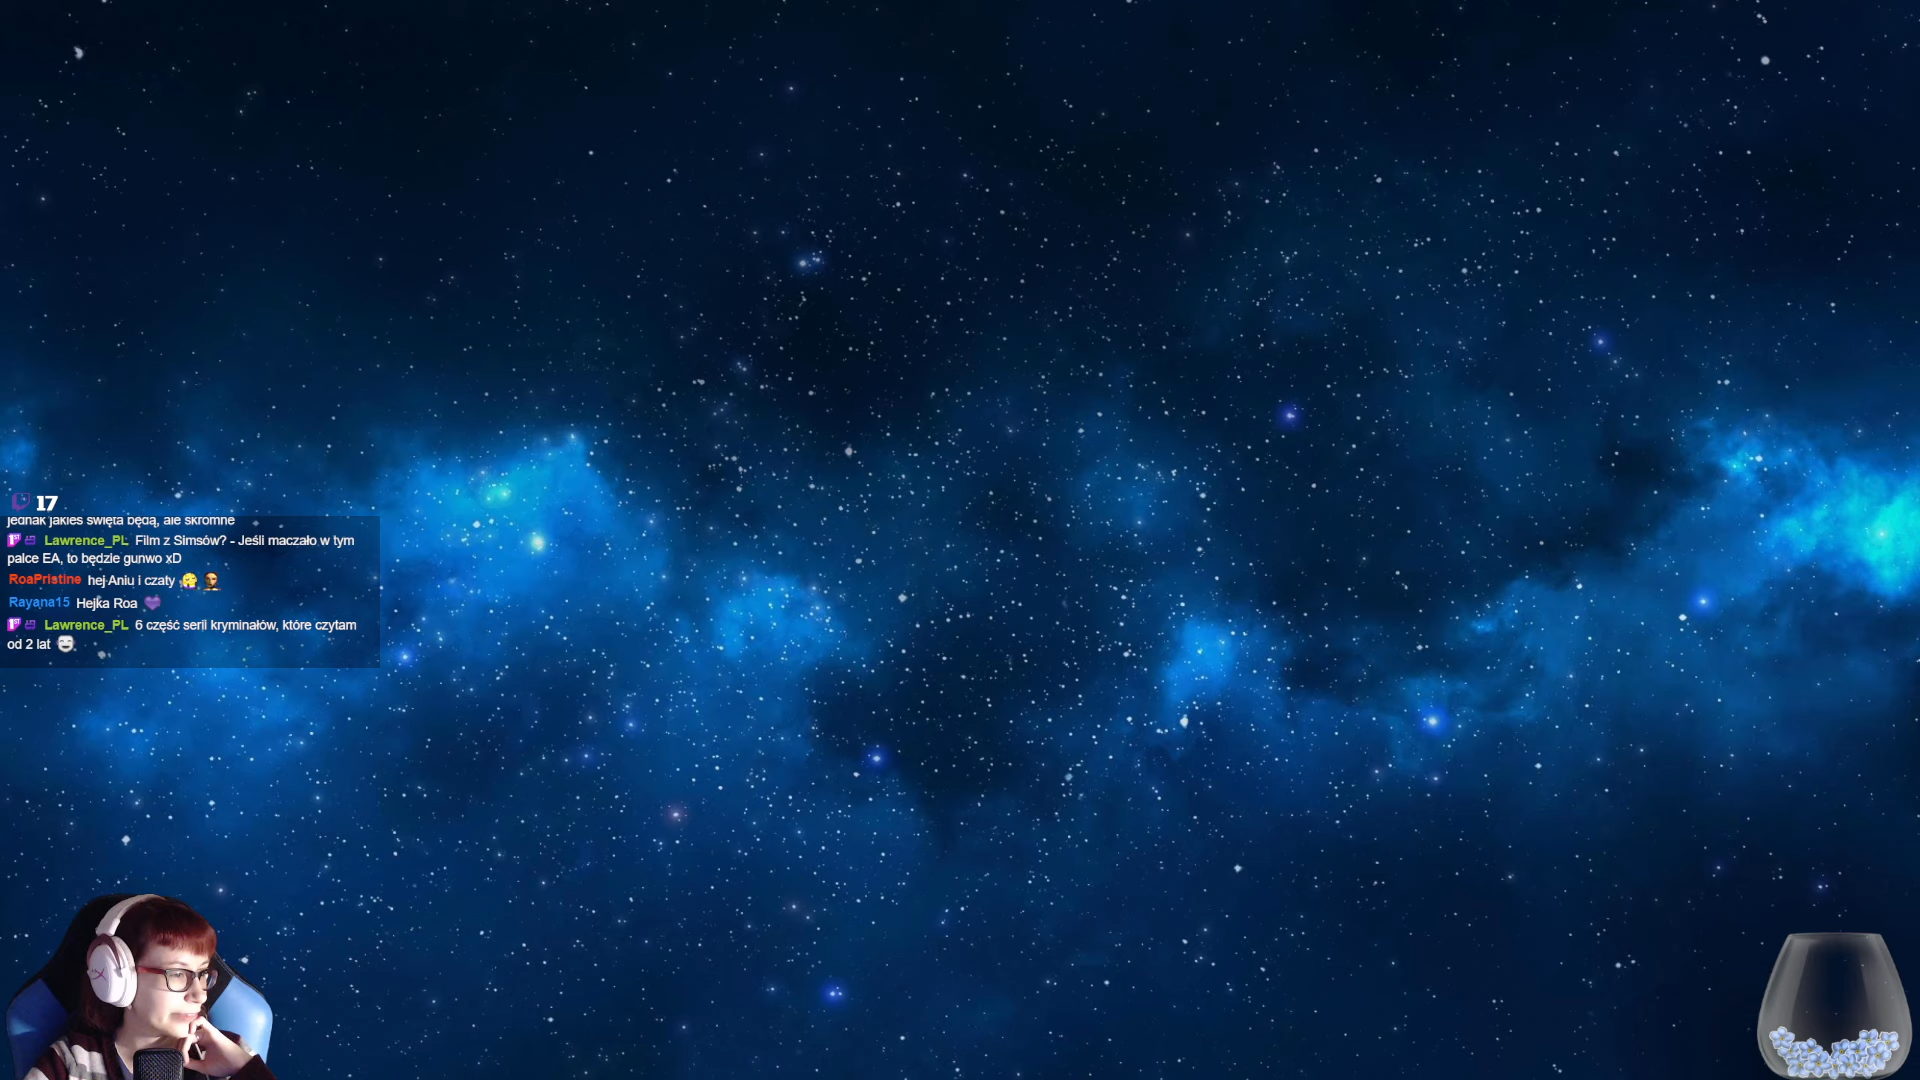 17
jednak jakieś święta będą, ale skromne
Lawrence_PL Film z Simsów? - Jeśli maczało w tym
palce EA, to będzie gunwo xD
RoaPristine hej Aniu i czaty
Rayana15 Hejka Roa
Lawrence_PL 6 część serii kryminałów, które czytam
od 2 lat